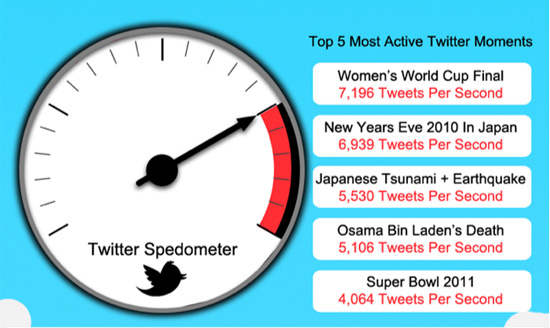 Top 5 Most Active Twitter Moments
Women's World Cup Final
7,196 Tweets Per Second
New Years Eve 2010 In Japan
6,939 Tweets Per Second
Japanese Tsunami + Earthquake
5,530 Tweets Per Second
Osama Bin Laden's Death
5,106 Tweets Per Second
Super Bowl 2011
4,064 Tweets Per Second
Twitter Spedometer